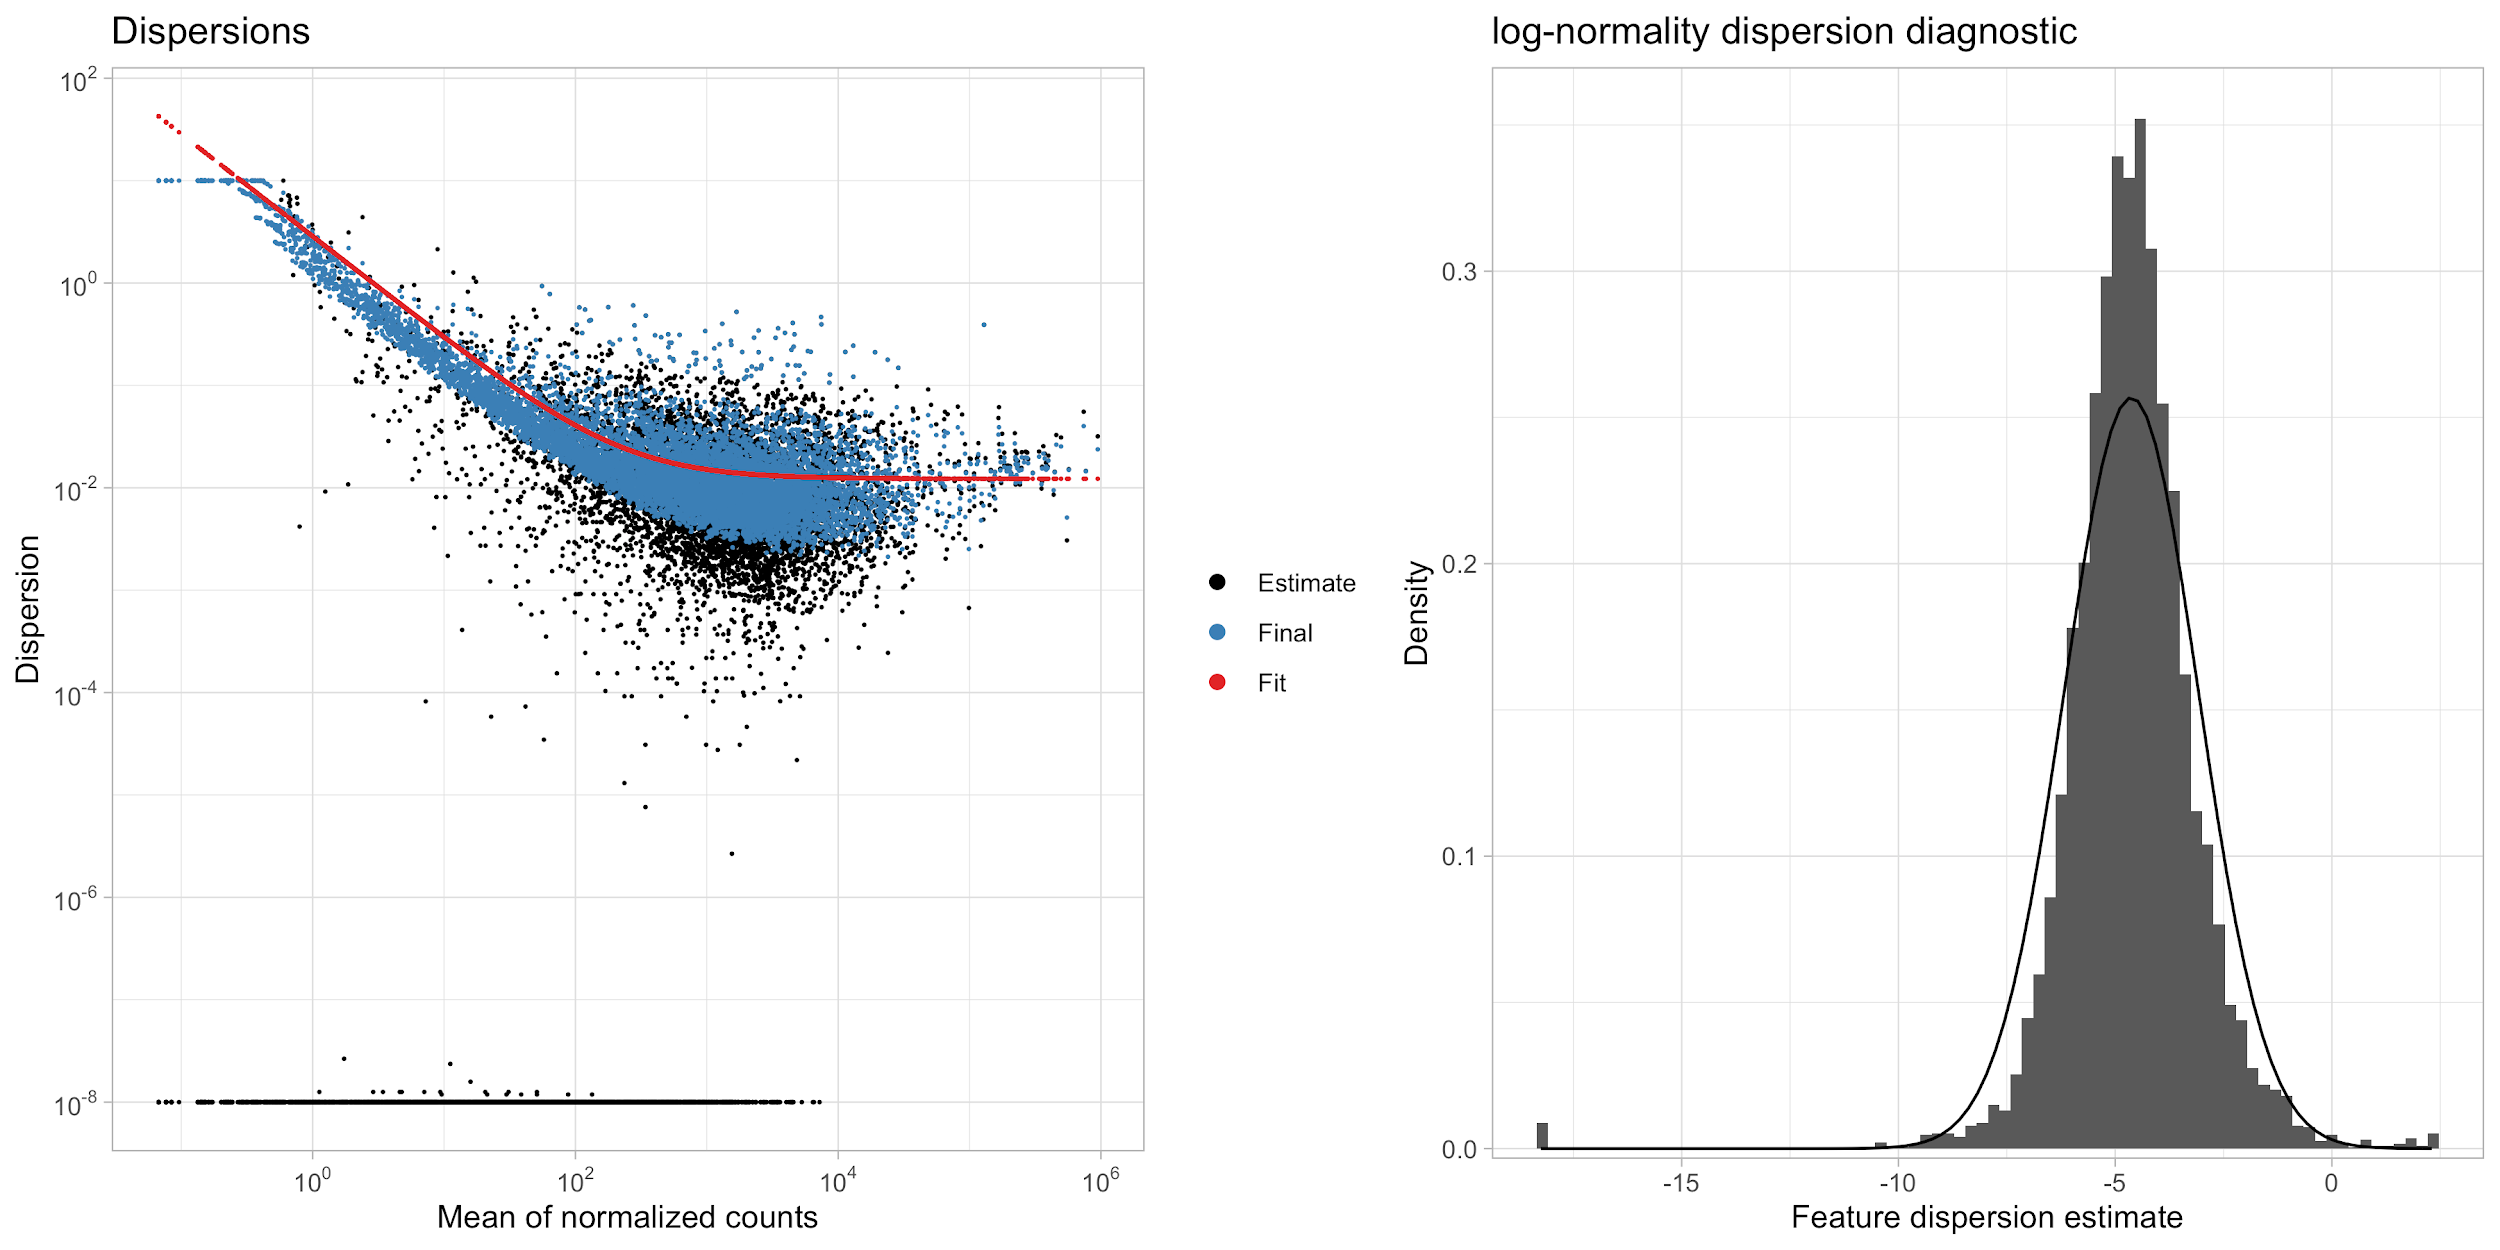 Dispersions
10^2
10^0
10^-2
10^-4
10^-6
10^-8
Dispersion
10^0
10^2
10^4
10^6
Mean of normalized counts
Estimate
Final
Fit
log-normality dispersion diagnostic
0.3
0.2
0.1
0.0
Density
-15
-10
-5
0
Feature dispersion estimate